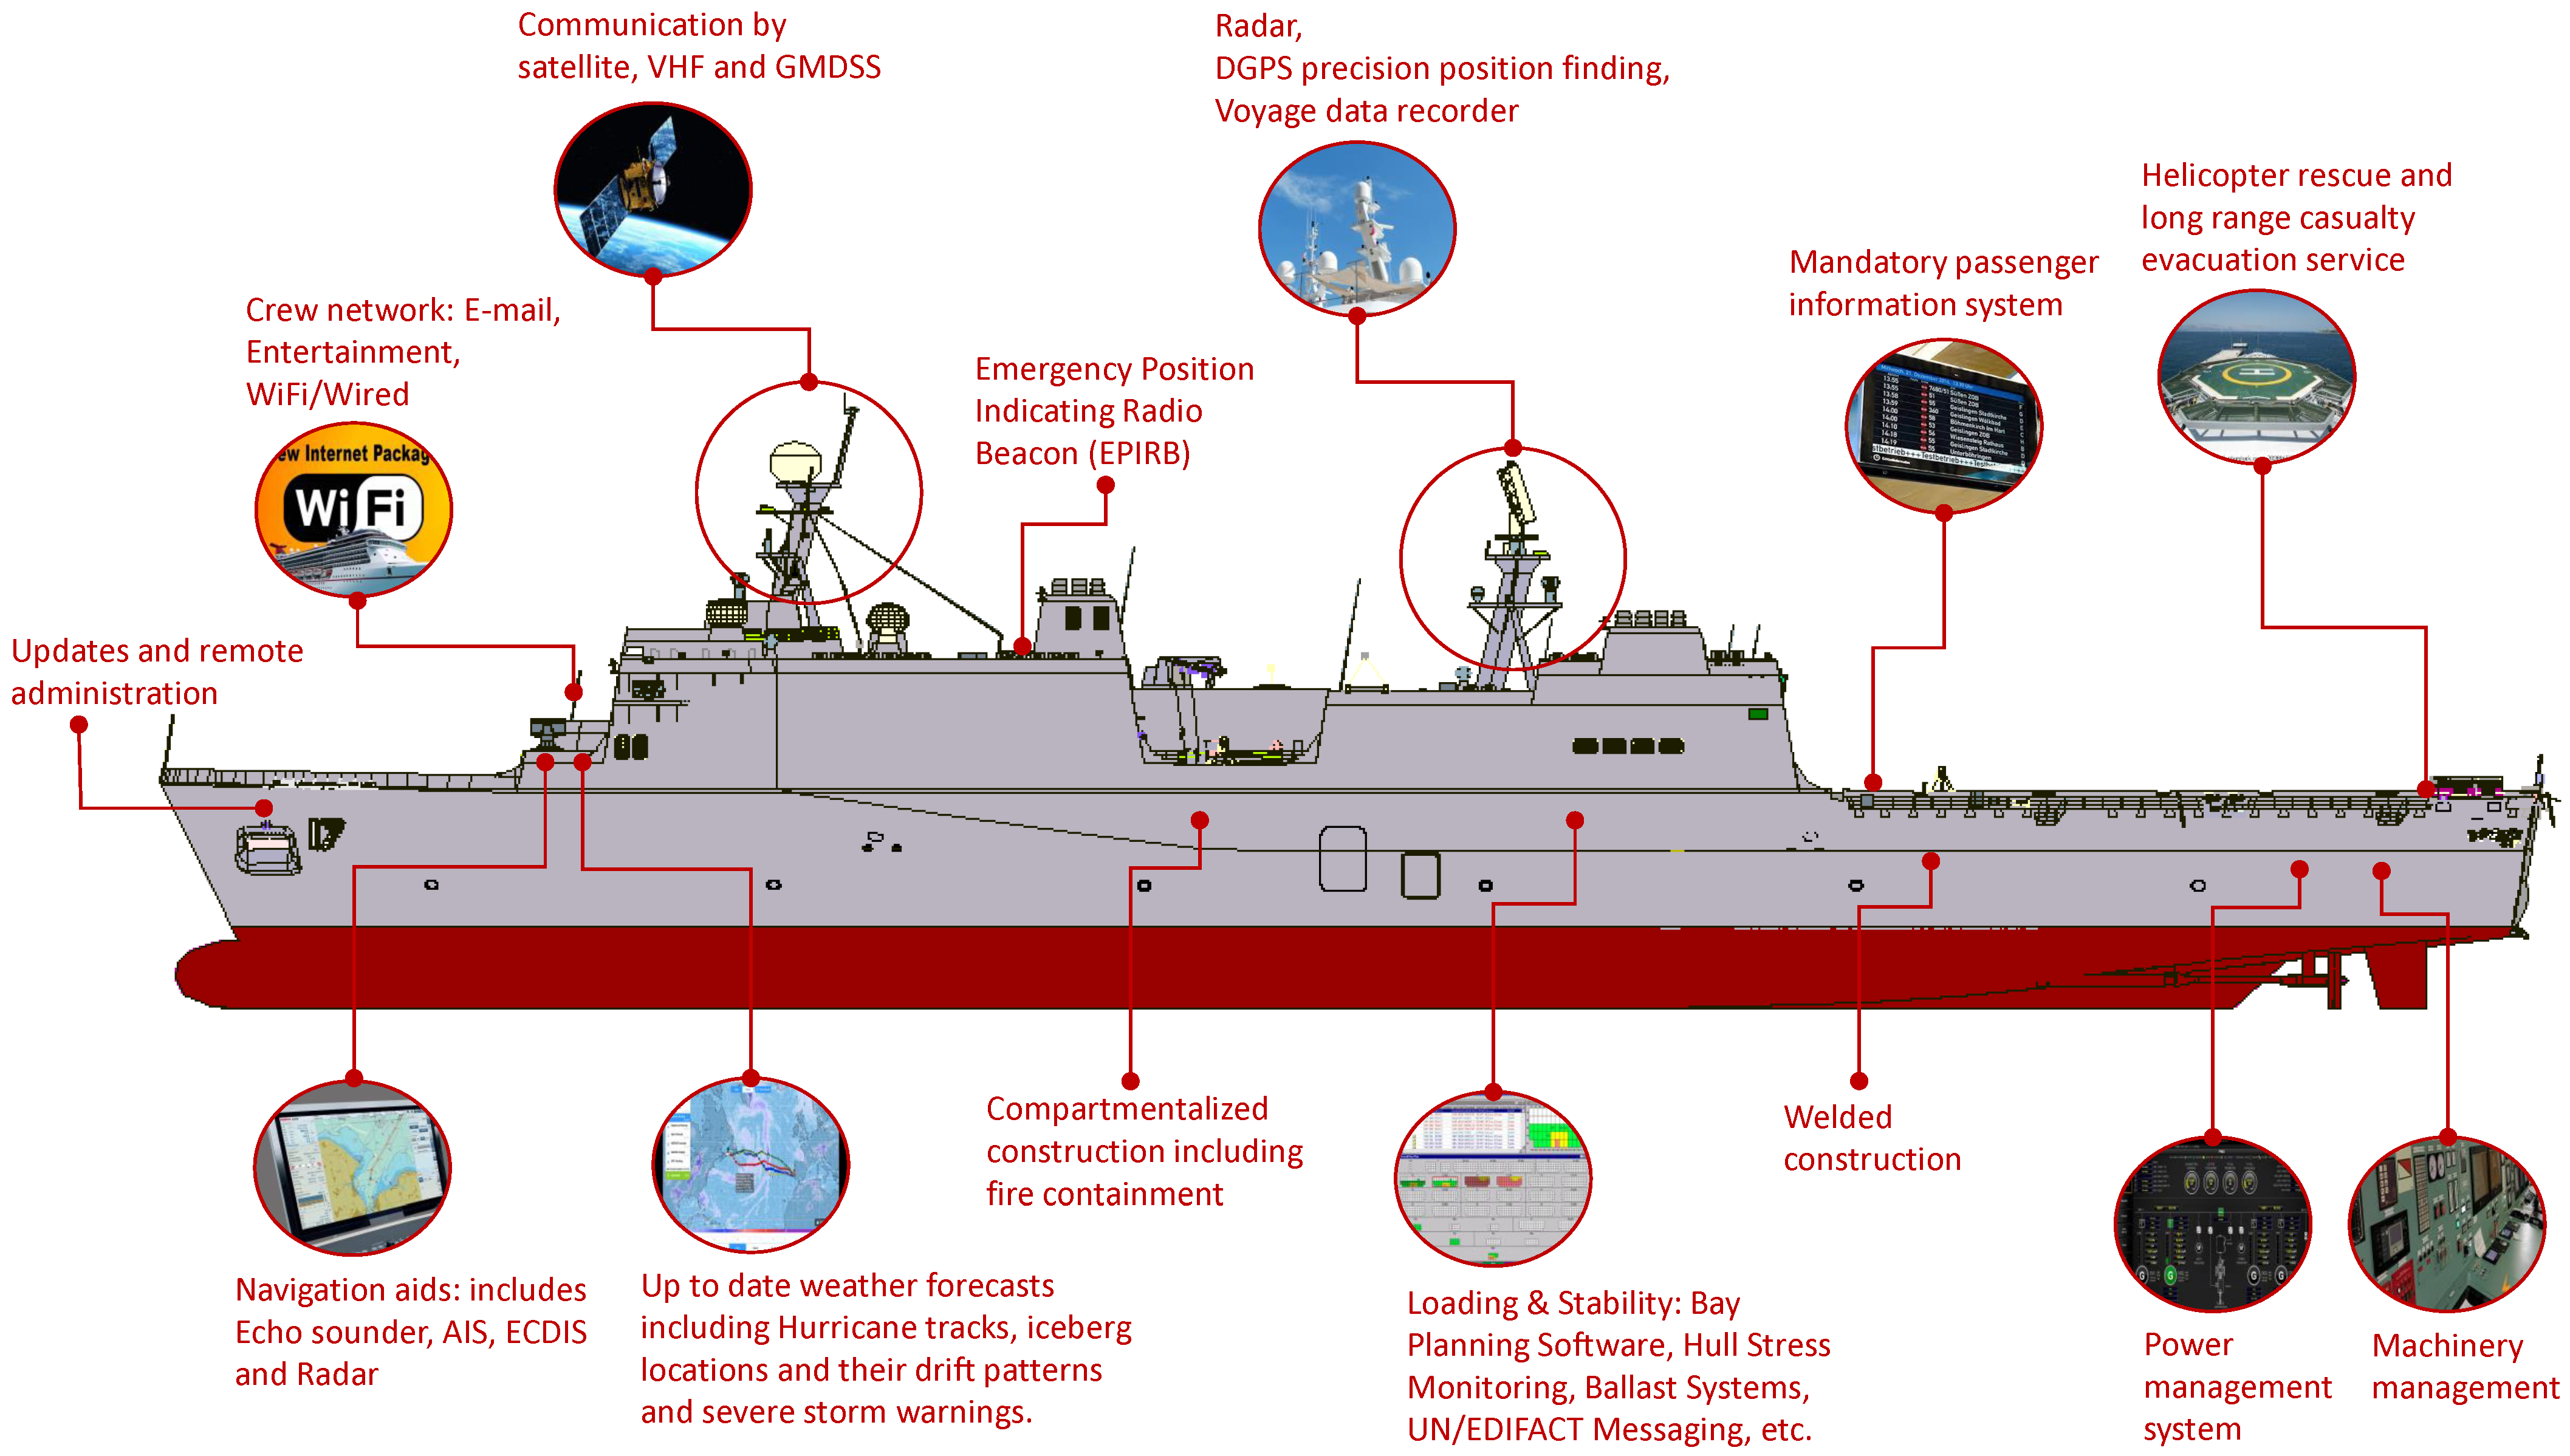 Communication by
satellite, VHF and GMDSS
Radar,
DGPS precision position finding,
Voyage data recorder
Helicopter rescue and
long range casualty
evacuation service
Mandatory passenger
information system
Crew network: E-mail,
Entertainment,
WiFi/Wired
Emergency Position
Indicating Radio
Beacon (EPIRB)
ew Internet Packag
WiFi
Updates and remote
administration
Compartmentalized
construction including
fire containment
Welded
construction
Navigation aids: includes
Echo sounder, AIS, ECDIS
and Radar
Up to date weather forecasts
including Hurricane tracks, iceberg
locations and their drift patterns
and severe storm warnings.
Loading & Stability: Bay
Planning Software, Hull Stress
Monitoring, Ballast Systems,
UN/EDIFACT Messaging, etc.
Power
management
system
Machinery
management